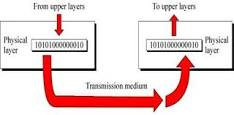 From upper layers
To upper layers
Physical
layer
10101000000010
10101000000010
Physical
layer
Transmission medium